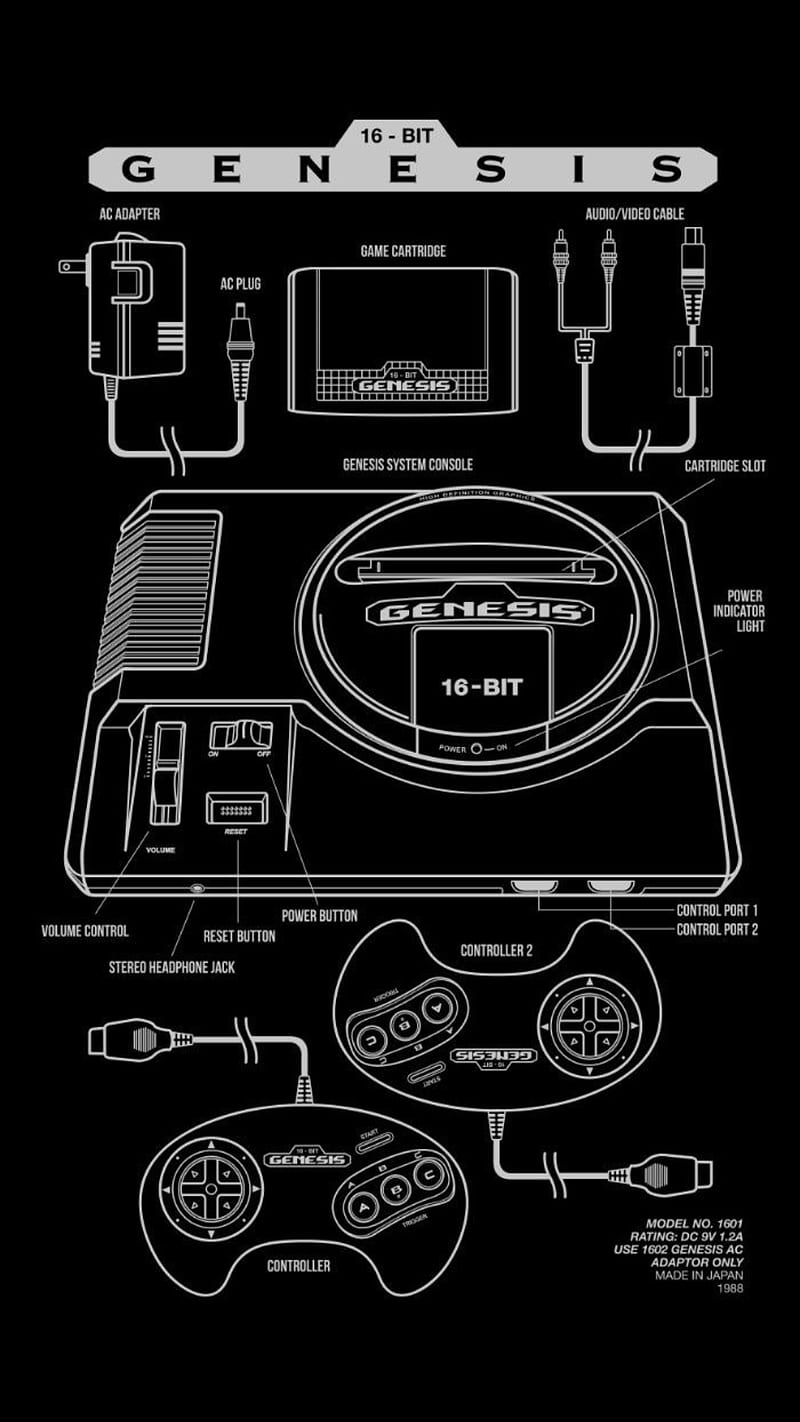 16 - BIT
GENESIS
AC ADAPTER
AUDIO/VIDEO CABLE
GAME CARTRIDGE
AC PLUG
16 - BIT
GENESIS
GENESIS SYSTEM CONSOLE
CARTRIDGE SLOT
HIGH DEFINITION GRAPHICS
POWER
INDICATOR
LIGHT
GENESIS
16-BIT
POWER ON
ON OFF
RESET
VOLUME
VOLUME CONTROL
RESET BUTTON
POWER BUTTON
STEREO HEADPHONE JACK
CONTROL PORT 1
CONTROL PORT 2
CONTROLLER 2
TRIGGER
C B A
C B A
START
16 - BIT
GENESIS
START
16 - BIT
GENESIS
A B C
A B C
TRIGGER
CONTROLLER
MODEL NO. 1601
RATING: DC 9V 1.2A
USE 1602 GENESIS AC
ADAPTOR ONLY
MADE IN JAPAN
1988